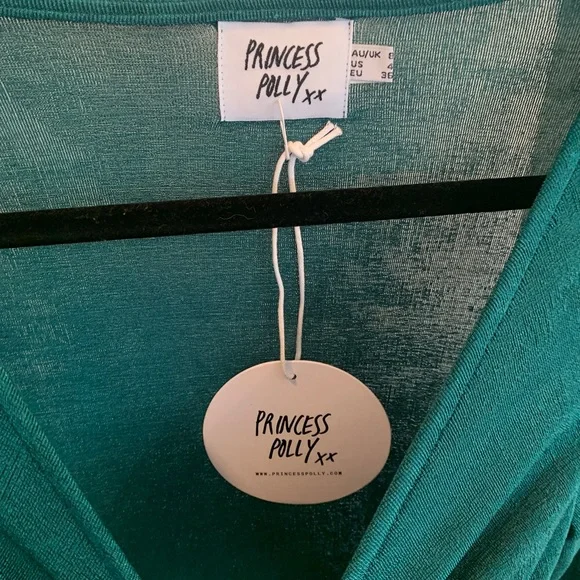 PRINCESS
POLLY xx
AU/UK 8
US 4
EU 36
PRINCESS
POLLY xx
WWW.PRINCESSPOLLY.COM